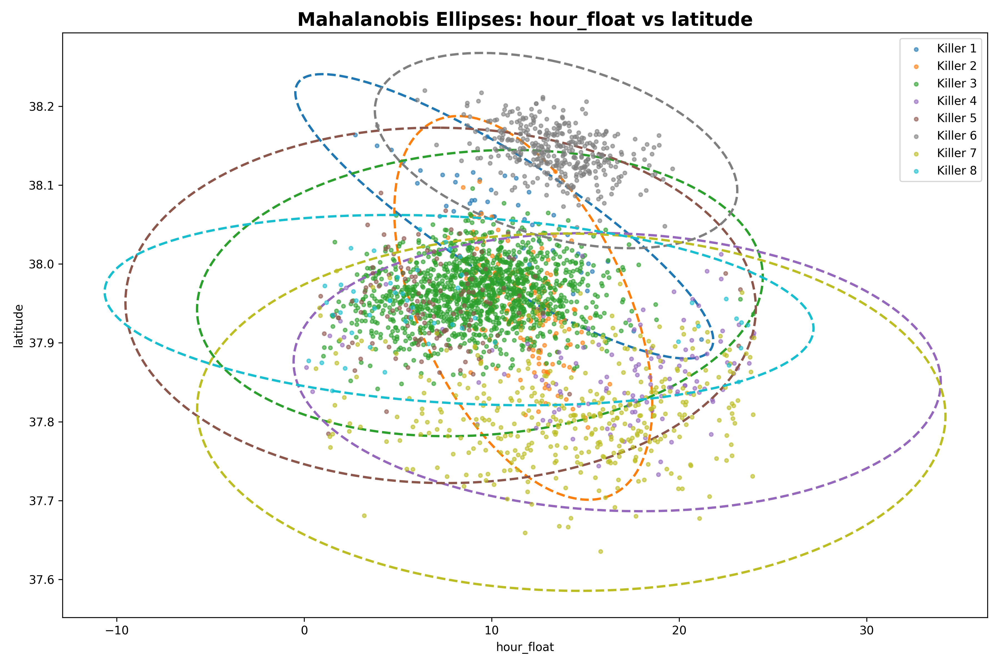 Mahalanobis Ellipses: hour_float vs latitude
Killer 1
Killer 2
Killer 3
Killer 4
Killer 5
Killer 6
Killer 7
Killer 8
38.2
38.1
38.0
37.9
37.8
37.7
37.6
latitude
−10
0
10
20
30
hour_float